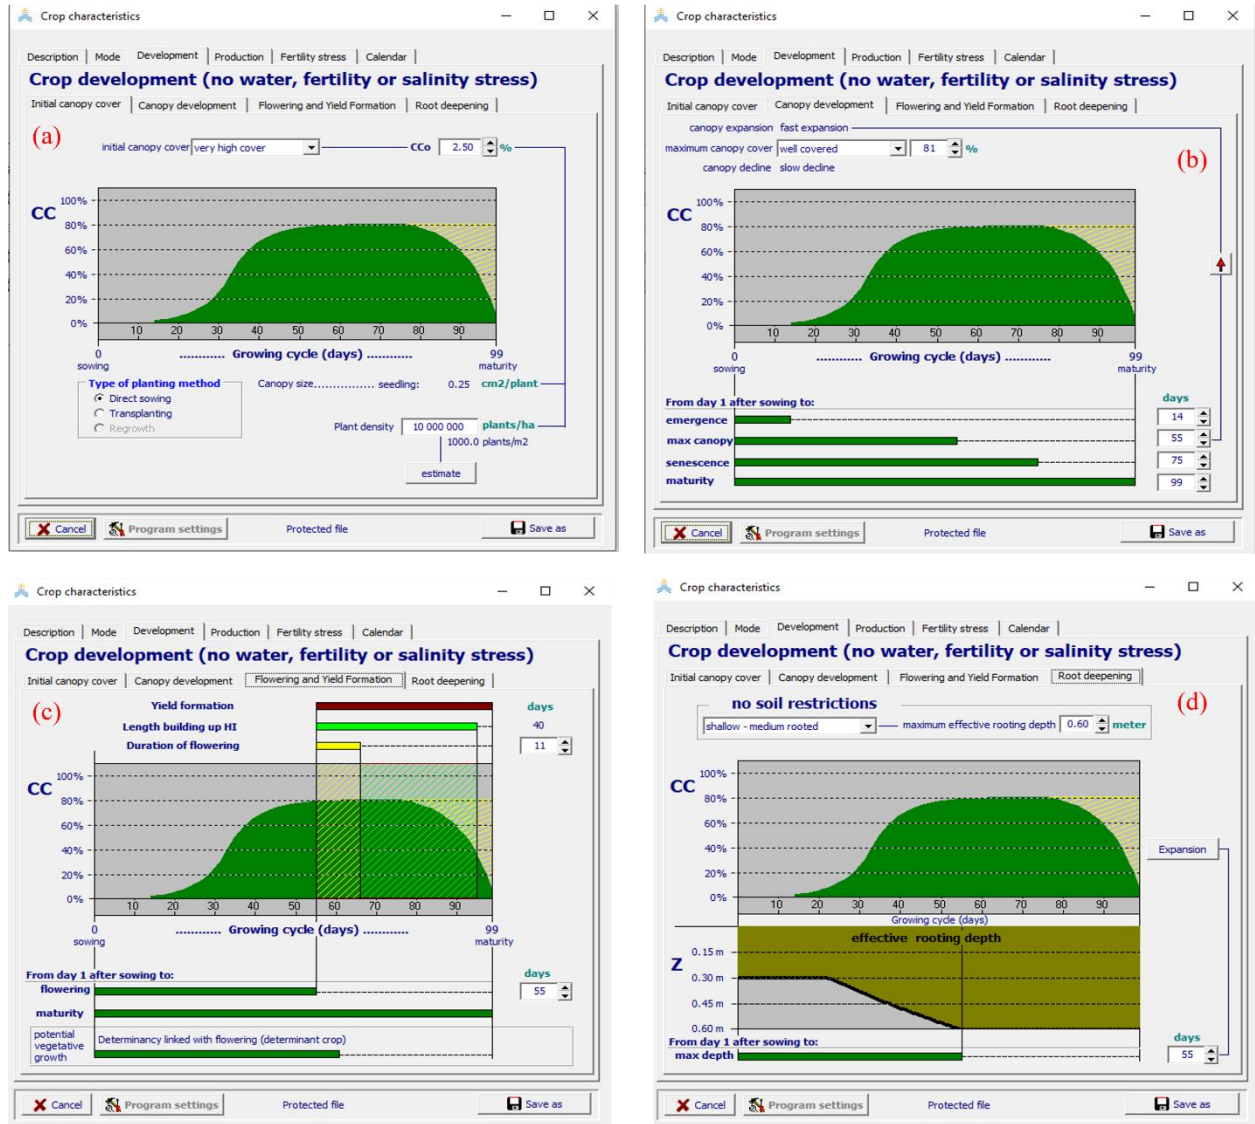 Crop characteristics
Description Mode Development Production Fertility stress Calendar
Crop development (no water, fertility or salinity stress)
Initial canopy cover Canopy development Flowering and Yield Formation Root deepening
(a)
initial canopy cover very high cover CCo 2.50 %
CC
100%
80%
60%
40%
20%
0%
10 20 30 40 50 60 70 80 90
0 ............ Growing cycle (days) ............ 99
sowing maturity
Type of planting method
Direct sowing
Transplanting
Regrowth
Canopy size................ seedling: 0.25 cm2/plant
Plant density 10 000 000 plants/ha
1000.0 plants/m2
estimate
Cancel Program settings Protected file Save as
Crop characteristics
Description Mode Development Production Fertility stress Calendar
Crop development (no water, fertility or salinity stress)
Initial canopy cover Canopy development Flowering and Yield Formation Root deepening
canopy expansion fast expansion
maximum canopy cover well covered 81 %
canopy decline slow decline
(b)
CC
100%
80%
60%
40%
20%
0%
10 20 30 40 50 60 70 80 90
0 ............ Growing cycle (days) ............ 99
sowing maturity
From day 1 after sowing to: days
emergence 14
max canopy 55
senescence 75
maturity 99
Cancel Program settings Protected file Save as
Crop characteristics
Description Mode Development Production Fertility stress Calendar
Crop development (no water, fertility or salinity stress)
Initial canopy cover Canopy development Flowering and Yield Formation Root deepening
(c)
Yield formation days
Length building up HI 40
Duration of flowering 11
CC
100%
80%
60%
40%
20%
0%
10 20 30 40 50 60 70 80 90
0 ............ Growing cycle (days) ............ 99
sowing maturity
From day 1 after sowing to: days
flowering 55
maturity
potential vegetative growth
Determinancy linked with flowering (determinant crop)
Cancel Program settings Protected file Save as
Crop characteristics
Description Mode Development Production Fertility stress Calendar
Crop development (no water, fertility or salinity stress)
Initial canopy cover Canopy development Flowering and Yield Formation Root deepening
no soil restrictions
(d)
shallow - medium rooted maximum effective rooting depth 0.60 meter
CC
100%
80%
60%
40%
20%
0%
10 20 30 40 50 60 70 80 90
Growing cycle (days)
Expansion
effective rooting depth
Z
0.15 m
0.30 m
0.45 m
0.60 m
From day 1 after sowing to: days
max depth 55
Cancel Program settings Protected file Save as